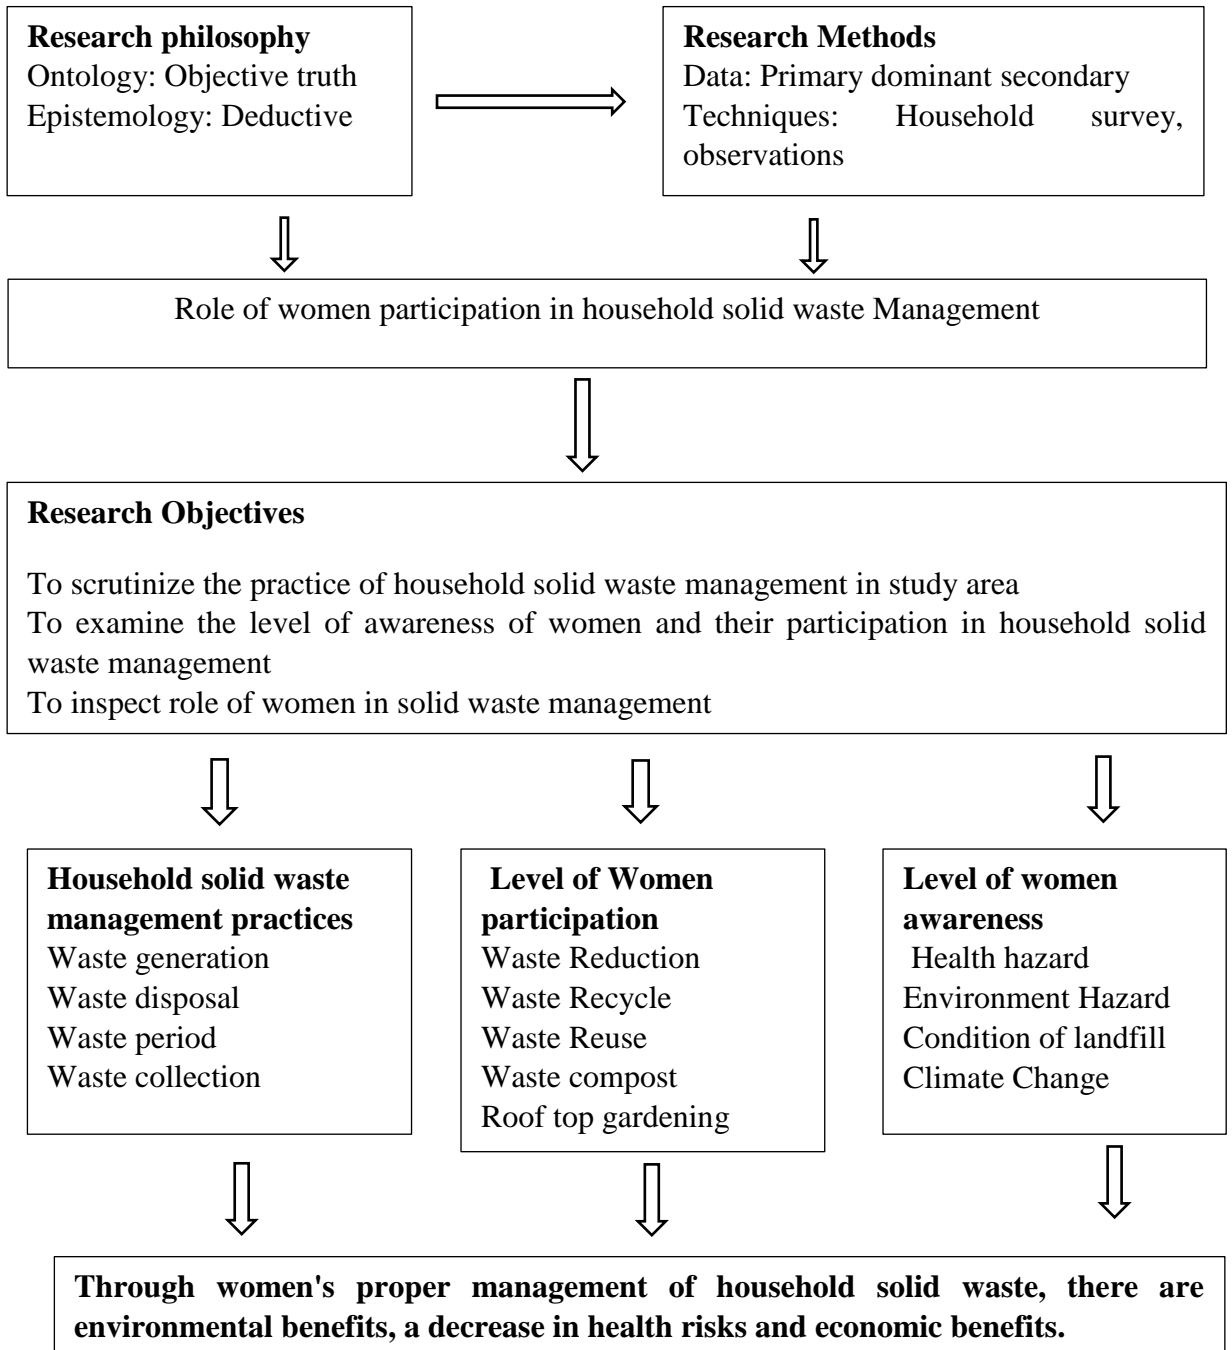 Research philosophy
Ontology: Objective truth
Epistemology: Deductive
Research Methods
Data: Primary dominant secondary
Techniques: Household survey,
observations
Role of women participation in household solid waste Management
Research Objectives
To scrutinize the practice of household solid waste management in study area
To examine the level of awareness of women and their participation in household solid
waste management
To inspect role of women in solid waste management
Household solid waste
management practices
Waste generation
Waste disposal
Waste period
Waste collection
Level of Women
participation
Waste Reduction
Waste Recycle
Waste Reuse
Waste compost
Roof top gardening
Level of women
awareness
Health hazard
Environment Hazard
Condition of landfill
Climate Change
Through women's proper management of household solid waste, there are
environmental benefits, a decrease in health risks and economic benefits.